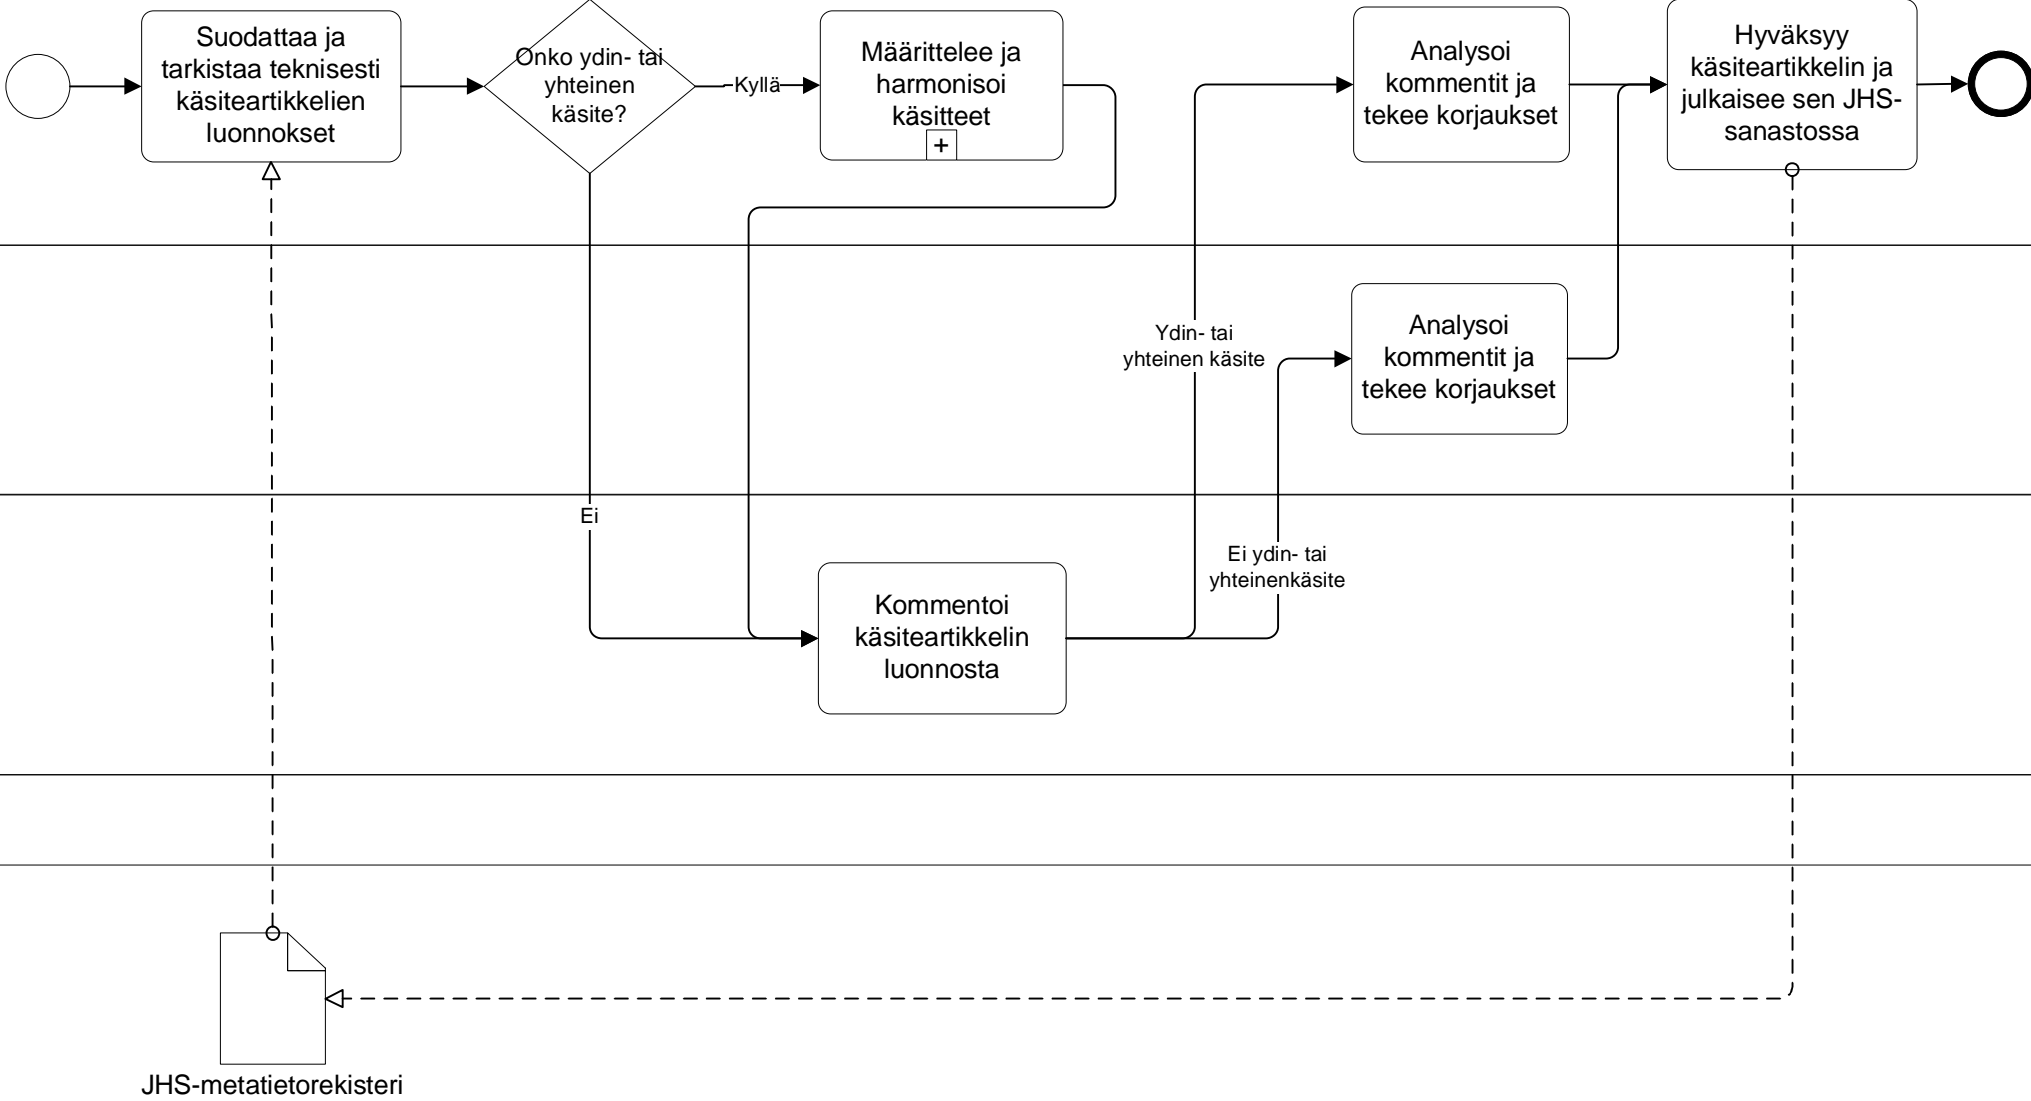 Suodattaa ja
tarkistaa teknisesti
käsiteartikkelien
luonnokset
Onko ydin- tai
yhteinen
käsite?
Kyllä
Määrittelee ja
harmonisoi
käsitteet
+
Analysoi
kommentit ja
tekee korjaukset
Hyväksyy
käsiteartikkelin ja
julkaisee sen JHS-
sanastossa
Ydin- tai
yhteinen käsite
Analysoi
kommentit ja
tekee korjaukset
Ei
Ei ydin- tai
yhteinenkäsite
Kommentoi
käsiteartikkelin
luonnosta
JHS-metatietorekisteri